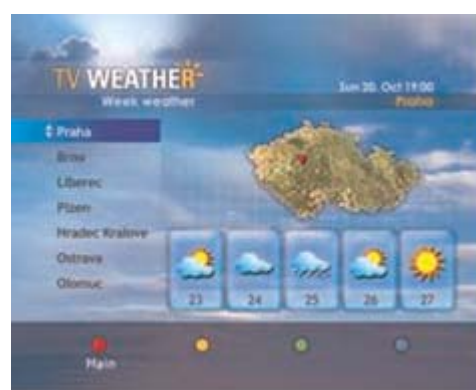 TV WEATHER
Week weather
Sun 20. Oct 19:00
Praha
Praha
Brno
Liberec
Plzen
Hradec Kralove
Ostrava
Olomuc
23
24
25
26
27
Main